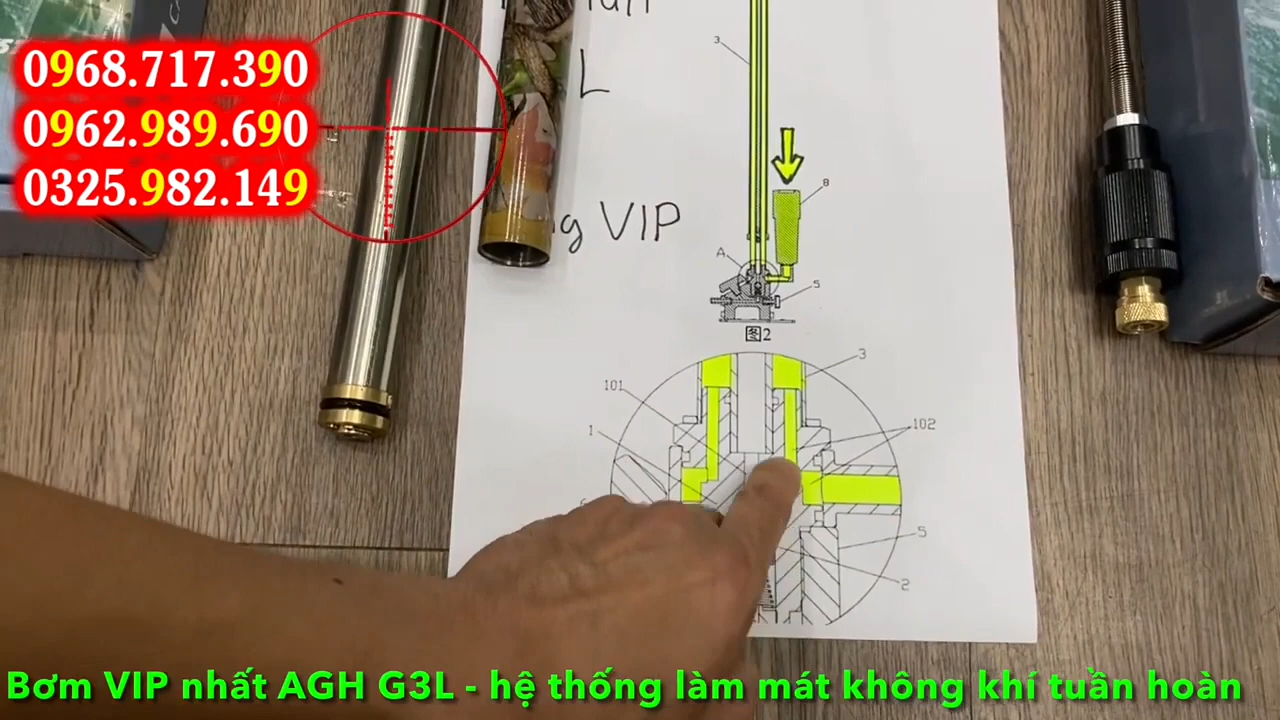 0968.717.390
0962.989.690
0325.982.149
L
VIP
3
8
A
5
图2
3
101
102
1
5
2
Bơm VIP nhất AGH G3L - hệ thống làm mát không khí tuần hoàn